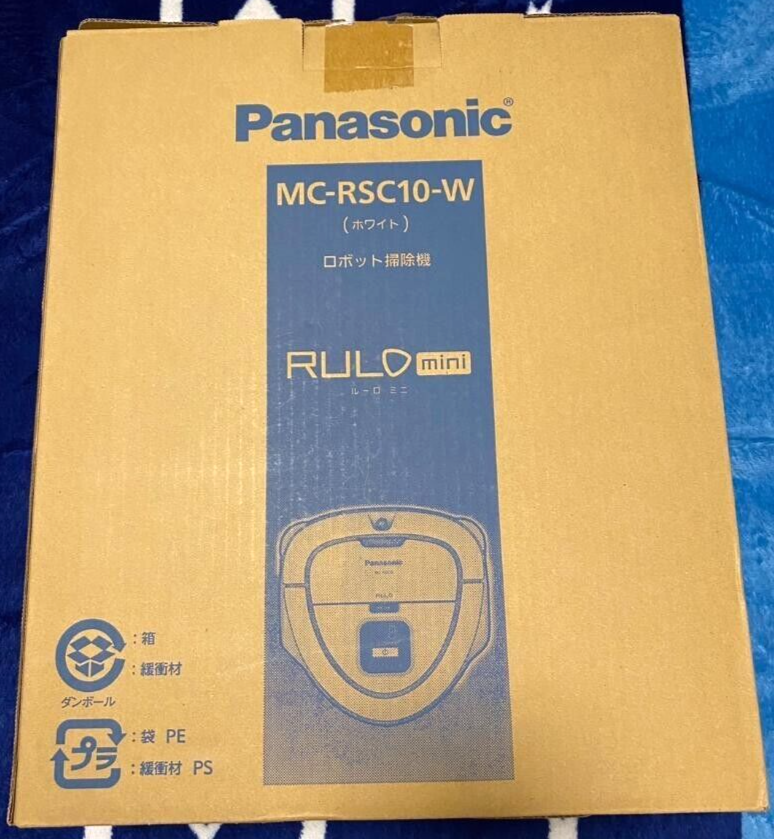 Panasonic®
MC-RSC10-W
(ホワイト)
ロボット掃除機
RULO mini
ルーロ ミニ
Panasonic
RULO
:箱
:緩衝材
ダンボール
プラ
:袋 PE
:緩衝材 PS